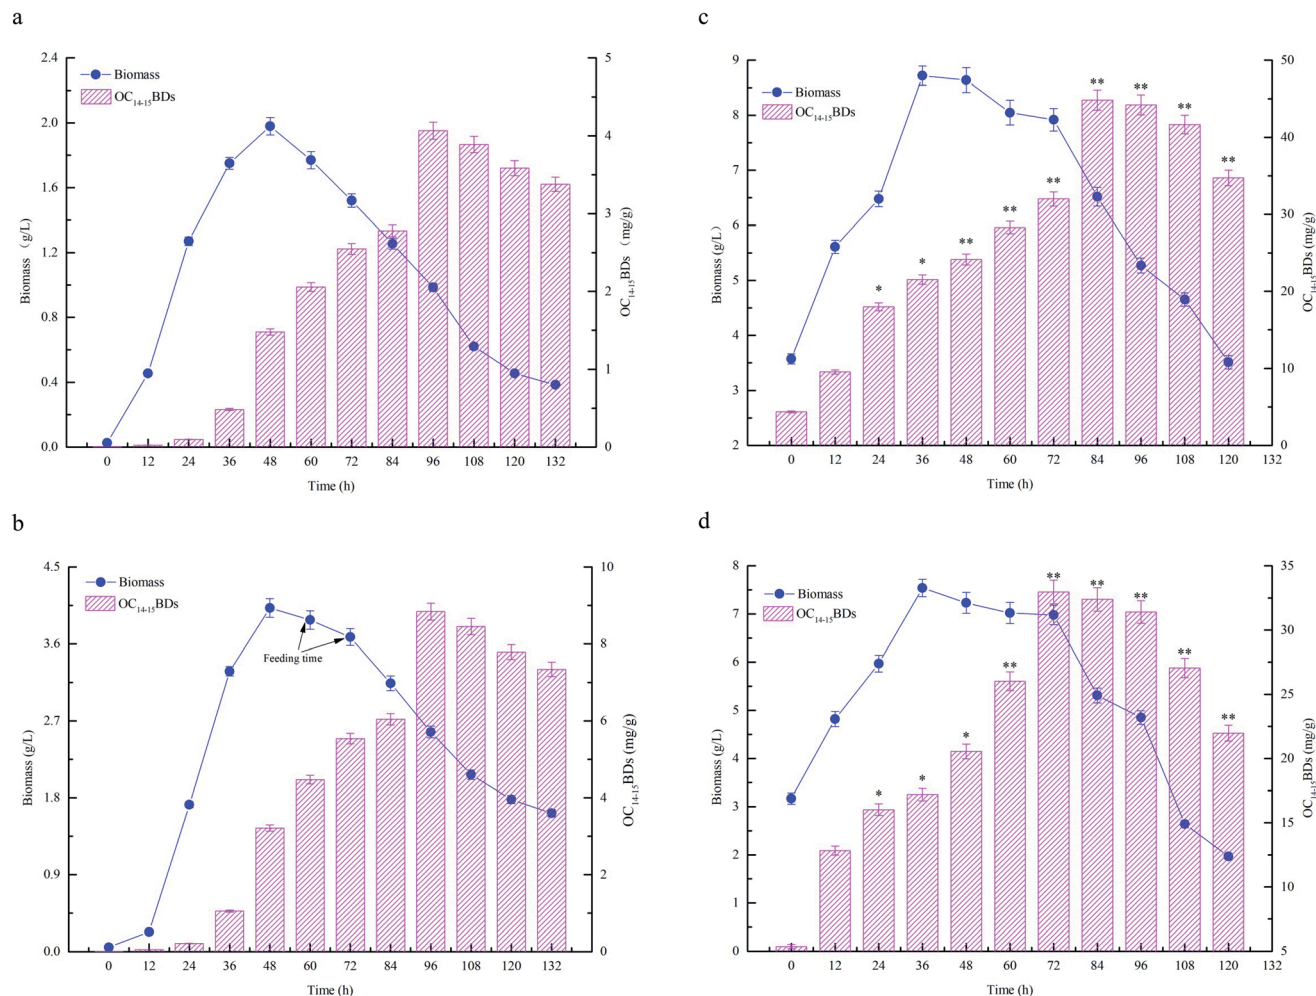 a
2.4
2.0
1.6
1.2
0.8
0.4
0.0
Biomass (g/L)
5
4
3
2
1
0
OC14-15BDs (mg/g)
Biomass
OC14-15BDs
0 12 24 36 48 60 72 84 96 108 120 132
Time (h)
c
9
8
7
6
5
4
3
2
Biomass (g/L)
50
40
30
20
10
0
OC14-15BDs (mg/g)
Biomass
OC14-15BDs
* * ** ** ** ** ** ** **
0 12 24 36 48 60 72 84 96 108 120 132
Time (h)
b
4.5
3.6
2.7
1.8
0.9
0.0
Biomass (g/L)
10
8
6
4
2
0
OC14-15BDs (mg/g)
Biomass
OC14-15BDs
Feeding time
0 12 24 36 48 60 72 84 96 108 120 132
Time (h)
d
8
7
6
5
4
3
2
1
0
Biomass (g/L)
35
30
25
20
15
10
5
OC14-15BDs (mg/g)
Biomass
OC14-15BDs
* * * ** ** ** ** ** **
0 12 24 36 48 60 72 84 96 108 120
Time (h)